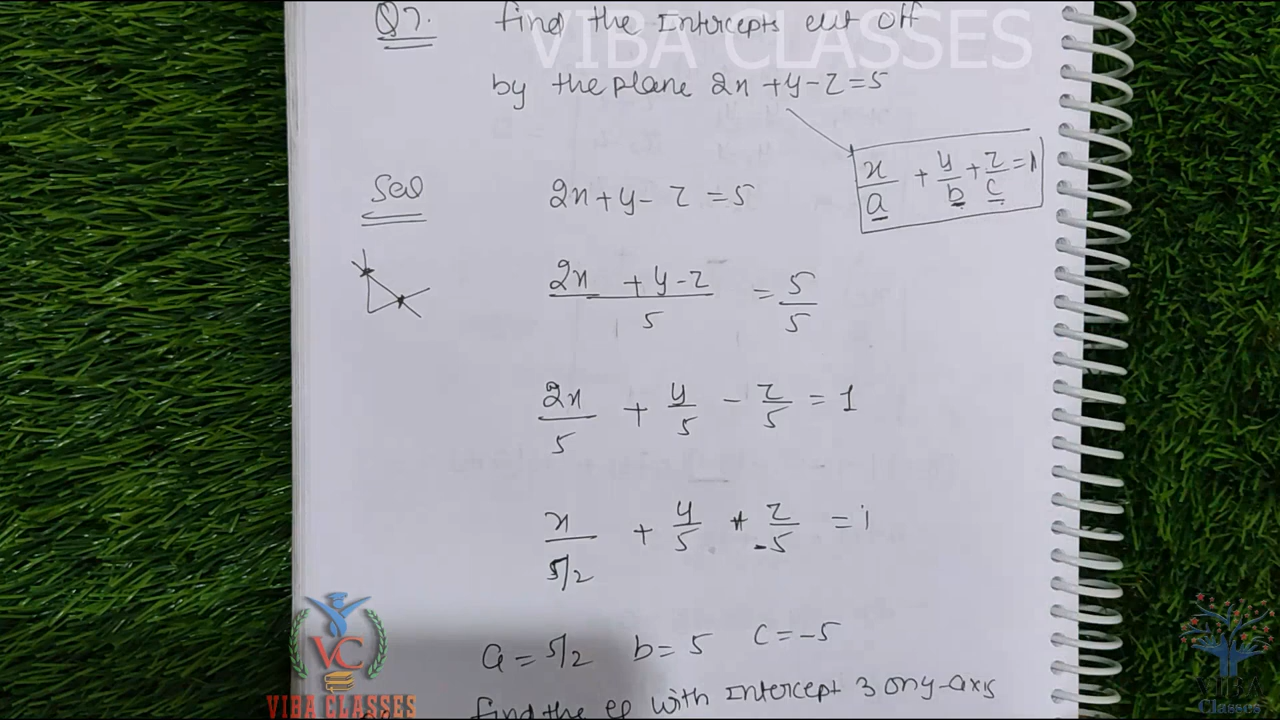 Q7. find the Intercepts cut off
VIBA CLASSES
by the plane 2x + y - z = 5
x/a + y/b + z/c = 1
Sol
2x + y - z = 5
2x + y - z / 5 = 5/5
2x/5 + y/5 - z/5 = 1
x/5/2 + y/5 + z/-5 = 1
a = 5/2 b = 5 c = -5
find the eq with Intercept 3 on y-axis
VC
VIBA CLASSES
VIBA
Classes